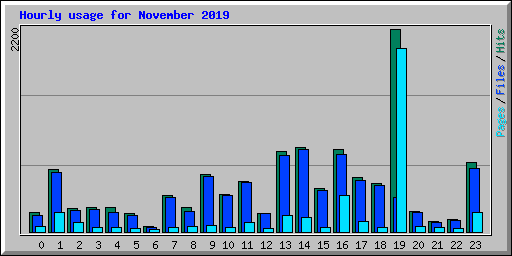 Hourly usage for November 2019
2200
Pages/Files/Hits
0 1 2 3 4 5 6 7 8 9 10 11 12 13 14 15 16 17 18 19 20 21 22 23